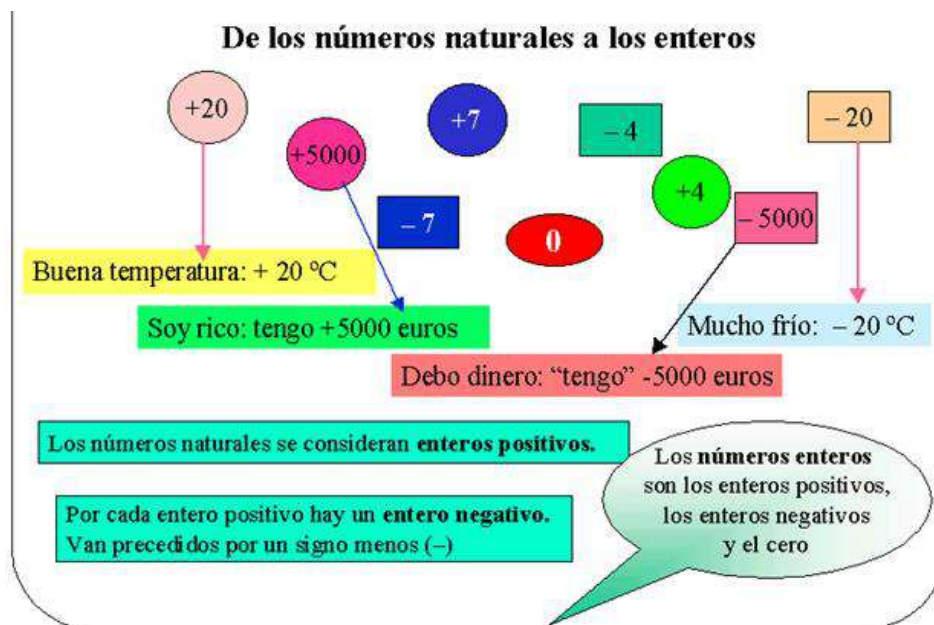 De los números naturales a los enteros
+20
+5000
+7
– 4
– 20
– 7
0
+4
– 5000
Buena temperatura: + 20 ºC
Soy rico: tengo +5000 euros
Mucho frío: – 20 ºC
Debo dinero: “tengo” -5000 euros
Los números naturales se consideran enteros positivos.
Por cada entero positivo hay un entero negativo.
Van precedidos por un signo menos (–)
Los números enteros
son los enteros positivos,
los enteros negativos
y el cero